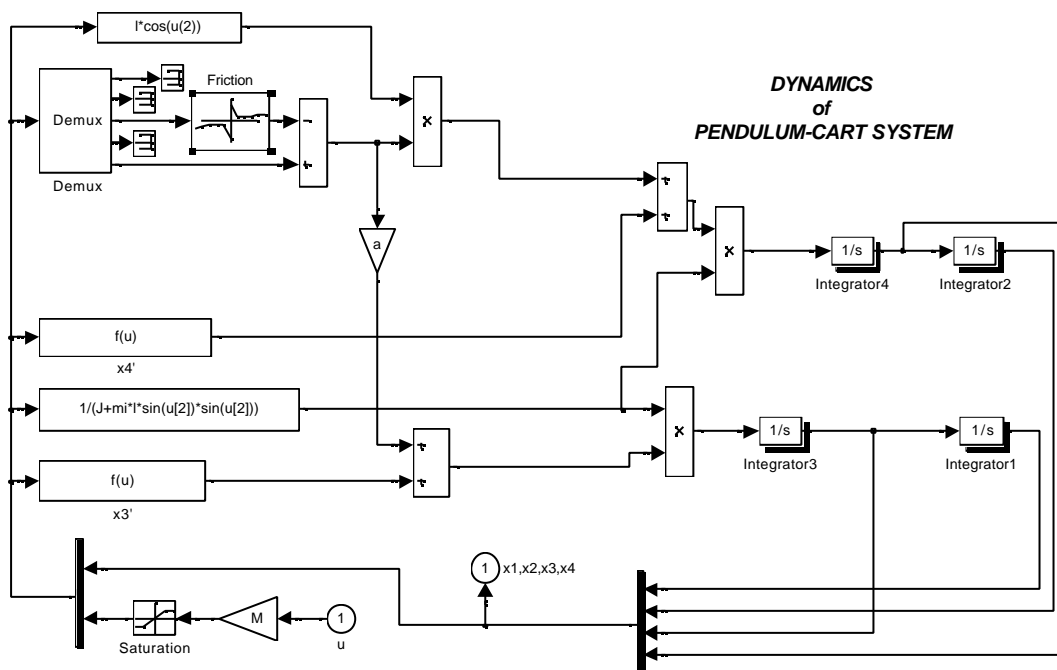 l*cos(u(2))
Friction
DYNAMICS
of
PENDULUM-CART SYSTEM
Demux
Demux
x
a
x
1/s
1/s
Integrator4
Integrator2
f(u)
x4'
1/(J+mi*l*sin(u[2])*sin(u[2]))
x
1/s
1/s
Integrator3
Integrator1
f(u)
x3'
1
x1,x2,x3,x4
M
1
Saturation
u